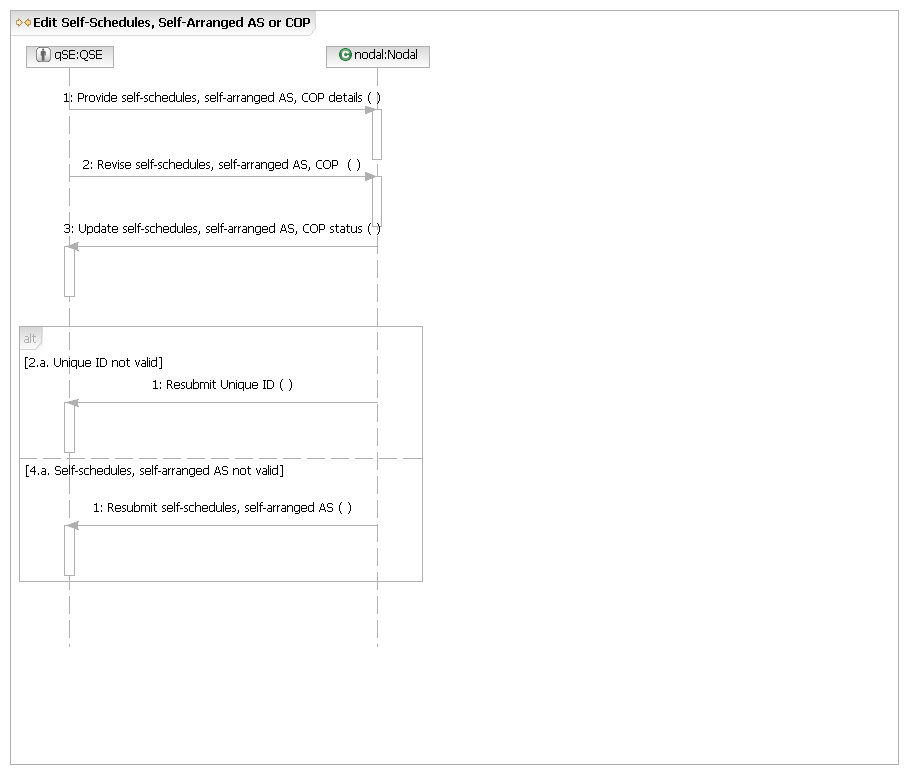 Edit Self-Schedules, Self-Arranged AS or COP
qSE:QSE
nodal:Nodal
1: Provide self-schedules, self-arranged AS, COP details ( )
2: Revise self-schedules, self-arranged AS, COP  ( )
3: Update self-schedules, self-arranged AS, COP status ( )
alt
[2.a. Unique ID not valid]
1: Resubmit Unique ID ( )
[4.a. Self-schedules, self-arranged AS not valid]
1: Resubmit self-schedules, self-arranged AS ( )